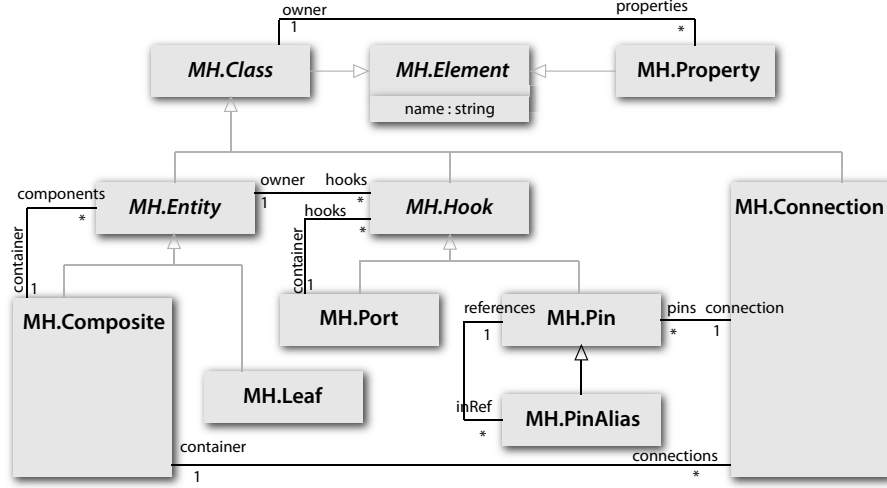 owner
properties
1
*
MH.Class
MH.Element
MH.Property
name : string
components
owner
hooks
*
1
*
MH.Entity
hooks
*
MH.Hook
MH.Connection
container
1
container
1
MH.Composite
MH.Port
references
1
MH.Pin
pins
connection
*
1
MH.Leaf
inRef
*
MH.PinAlias
container
connections
1
*